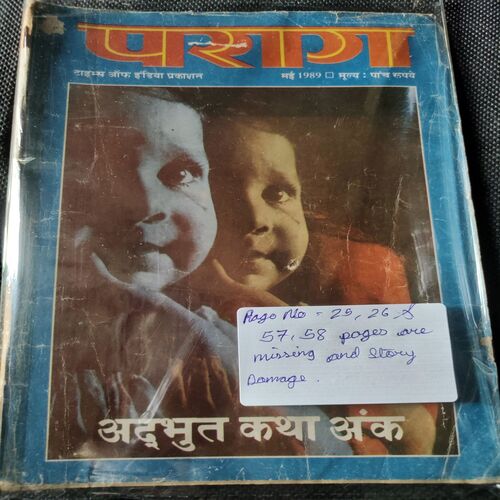 पराग
टाइम्स ऑफ इंडिया प्रकाशन मई 1989 □ मूल्य : पांच रुपये
Page No - 25, 26 &
57, 58 pages are
missing and Story
Damage.
अद्भुत कथा अंक